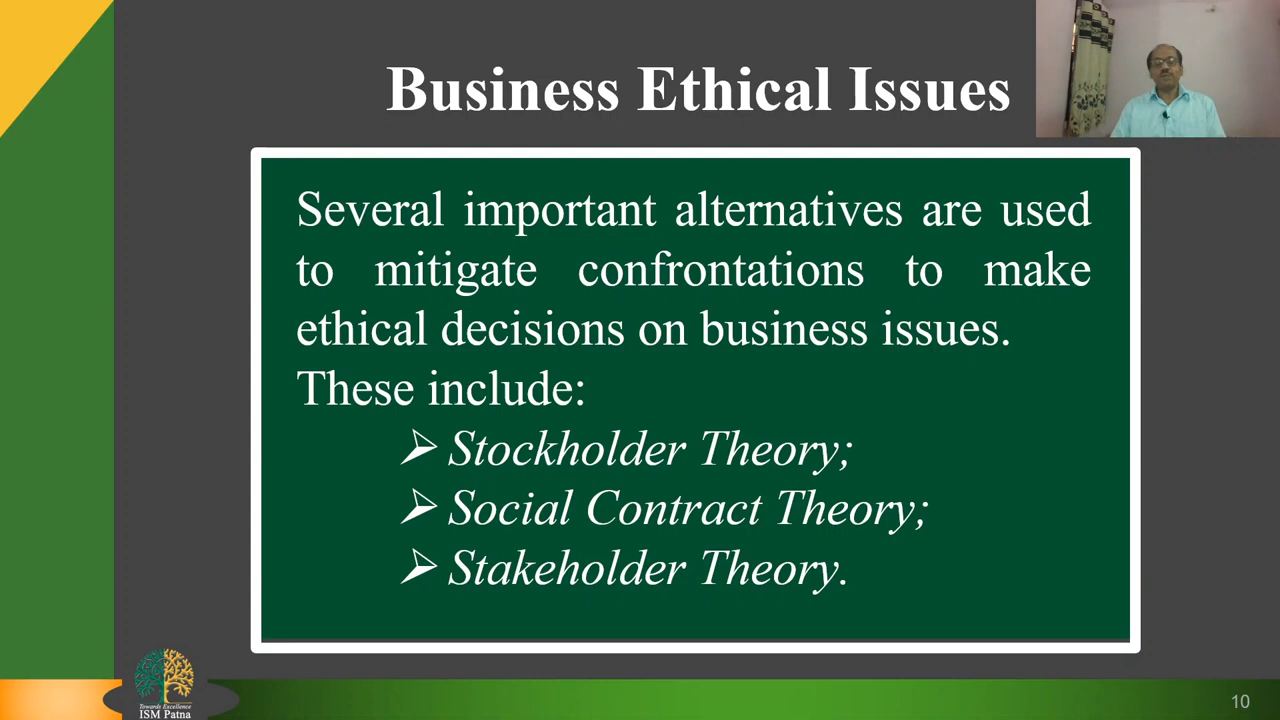 Business Ethical Issues
Several important alternatives are used
to mitigate confrontations to make
ethical decisions on business issues.
These include:
➢ Stockholder Theory;
➢ Social Contract Theory;
➢ Stakeholder Theory.
Towards Excellence
ISM Patna
10